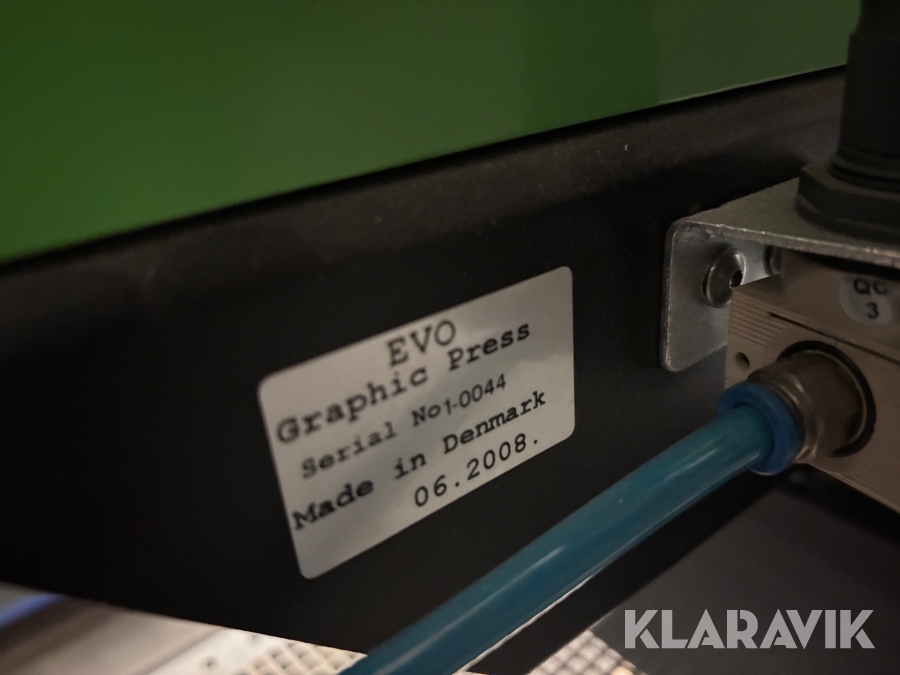 EVO
Graphic Press
Serial No1-0044
Made in Denmark
06.2008.
QC
3
KLARAVIK